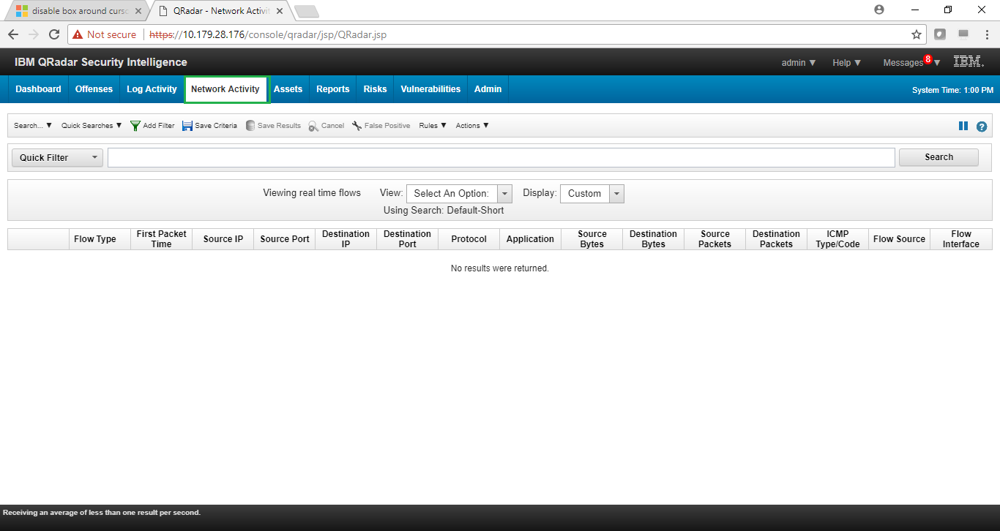 disable box around curso
QRadar - Network Activit
Not secure https://10.179.28.176/console/qradar/jsp/QRadar.jsp
IBM QRadar Security Intelligence admin ▼ Help ▼ Messages 8 ▼ IBM.
Dashboard Offenses Log Activity Network Activity Assets Reports Risks Vulnerabilities Admin System Time: 1:00 PM
Search... ▼ Quick Searches ▼ Add Filter Save Criteria Save Results Cancel False Positive Rules ▼ Actions ▼ ?
Quick Filter Search
Viewing real time flows View: Select An Option: Display: Custom
Using Search: Default-Short
Flow Type First Packet Time Source IP Source Port Destination IP Destination Port Protocol Application Source Bytes Destination Bytes Source Packets Destination Packets ICMP Type/Code Flow Source Flow Interface
No results were returned.
Receiving an average of less than one result per second.